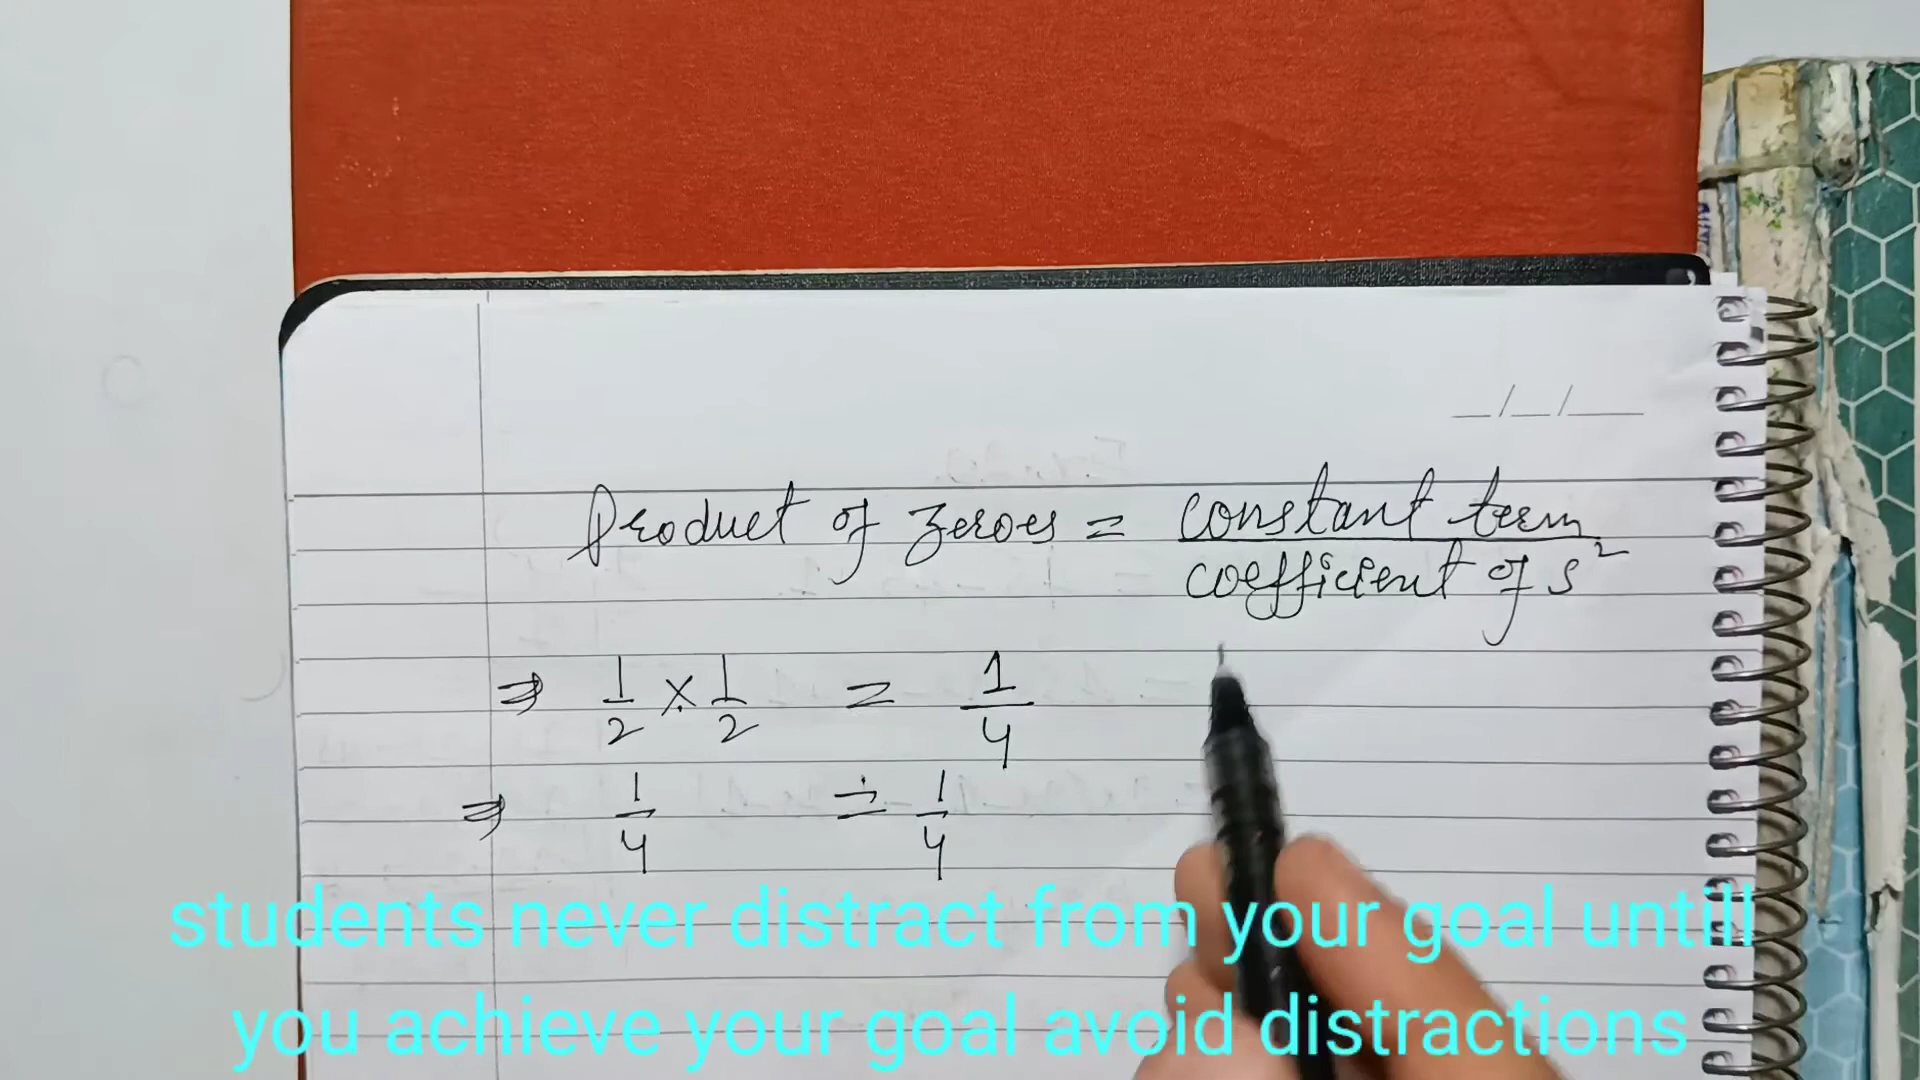 Product of zeroes = constant term / coefficient of s²
⇒ 1/2 × 1/2 = 1/4
⇒ 1/4 = 1/4
students never distract from your goal untill
you achieve your goal avoid distractions